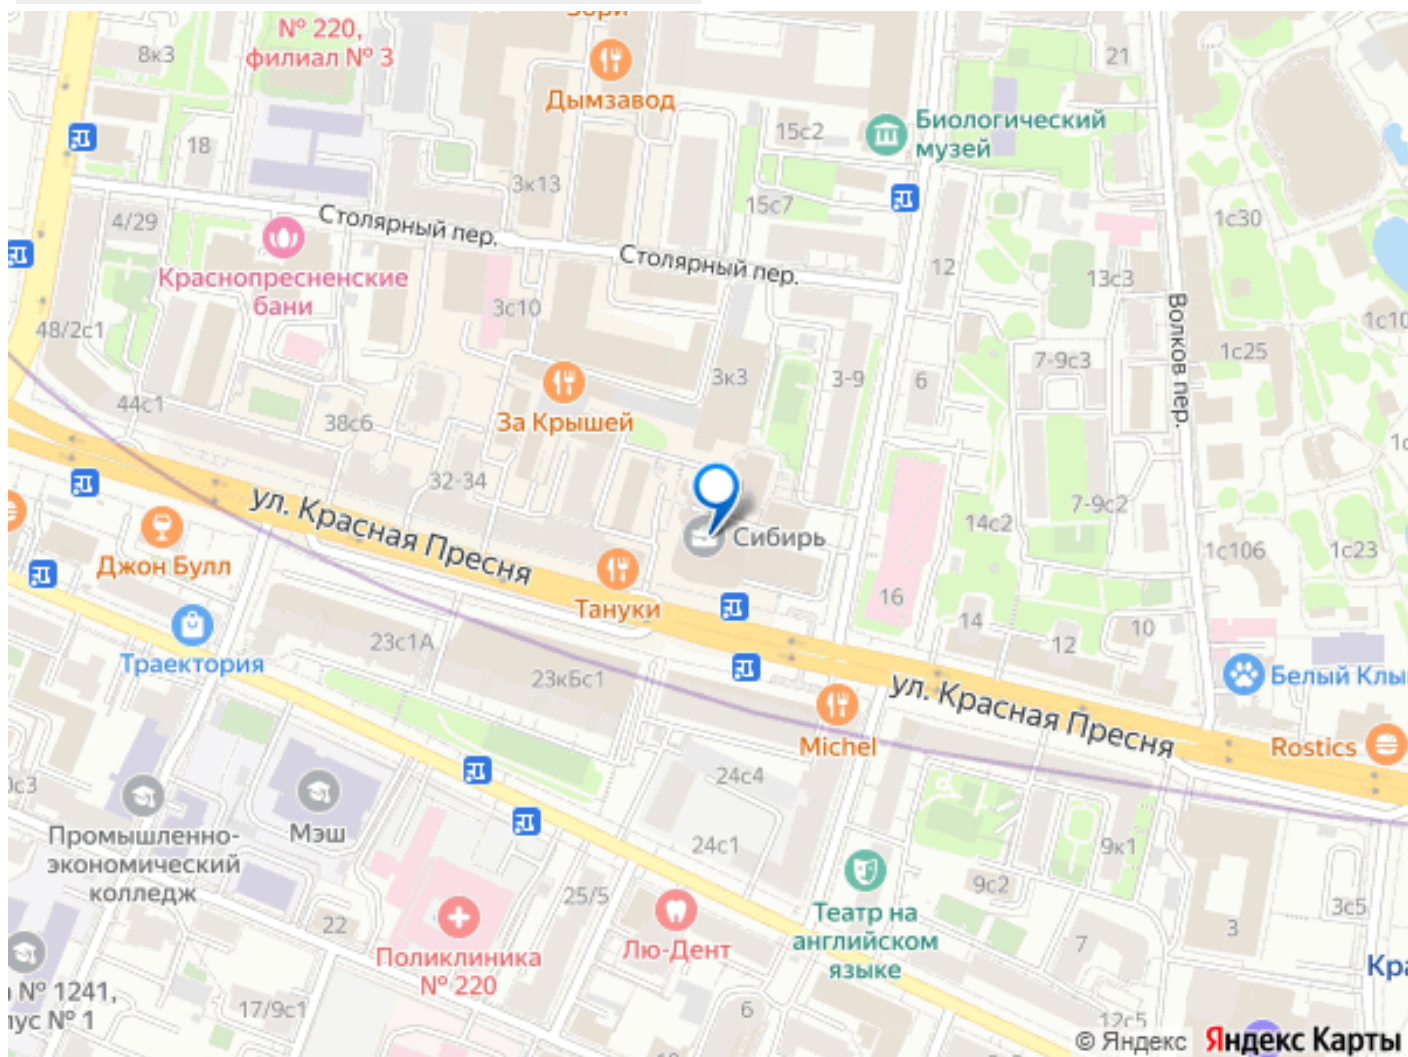 № 220,
филиал № 3
8к3
21
Дымзавод
15с2
Биологический
музей
18
3к13
15с7
1с30
4/29
Столярный пер.
Столярный пер.
12
13с3
Краснопресненские
бани
3с10
48/2с1
Волков пер.
1с25
3к3
3-9
6
7-9с3
44с1
38с6
За Крышей
32-34
7-9с2
ул. Красная Пресня
14с2
Сибирь
1с106
1с23
Джон Булл
Тануки
16
14
12
10
23с1А
Траектория
23кБс1
Белый Клы
ул. Красная Пресня
Michel
Rostics
24с4
Мэш
Промышленно-
экономический
колледж
24с1
9к1
9с2
25/5
3с5
22
Театр на
английском
языке
3
7
Поликлиника
№ 220
Лю-Дент
№ 1241,
№ 1
17/9с1
6
12с5
© Яндекс
Яндекс Карты